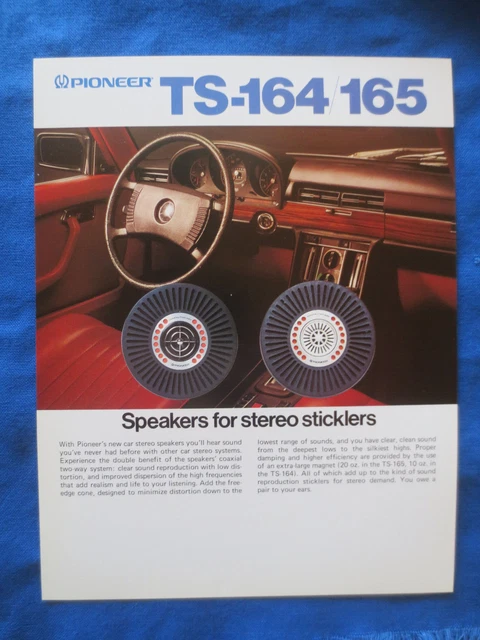 PIONEER TS-164/165
Speakers for stereo sticklers
With Pioneer's new car stereo speakers you'll hear sound
you've never had before with other car stereo systems.
Experience the double benefit of the speakers' coaxial
two-way system: clear sound reproduction with low dis-
tortion, and improved dispersion of the high frequencies
that add realism and life to your listening. Add the free
edge cone, designed to minimize distortion down to the
lowest range of sounds, and you have clear, clean sound
from the deepest lows to the silkiest highs. Proper
damping and higher efficiency are provided by the use
of an extra-large magnet (20 oz. in the TS-165, 10 oz. in
the TS-164). All of which add up to the kind of sound
reproduction sticklers for stereo demand. You owe a
pair to your ears.